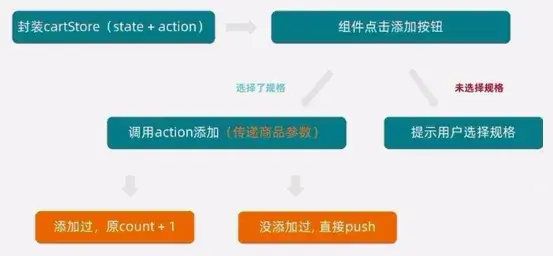 封装cartStore（state + action）
组件点击添加按钮
选择了规格
未选择规格
调用action添加（传递商品参数）
提示用户选择规格
添加过，原count + 1
没添加过, 直接push